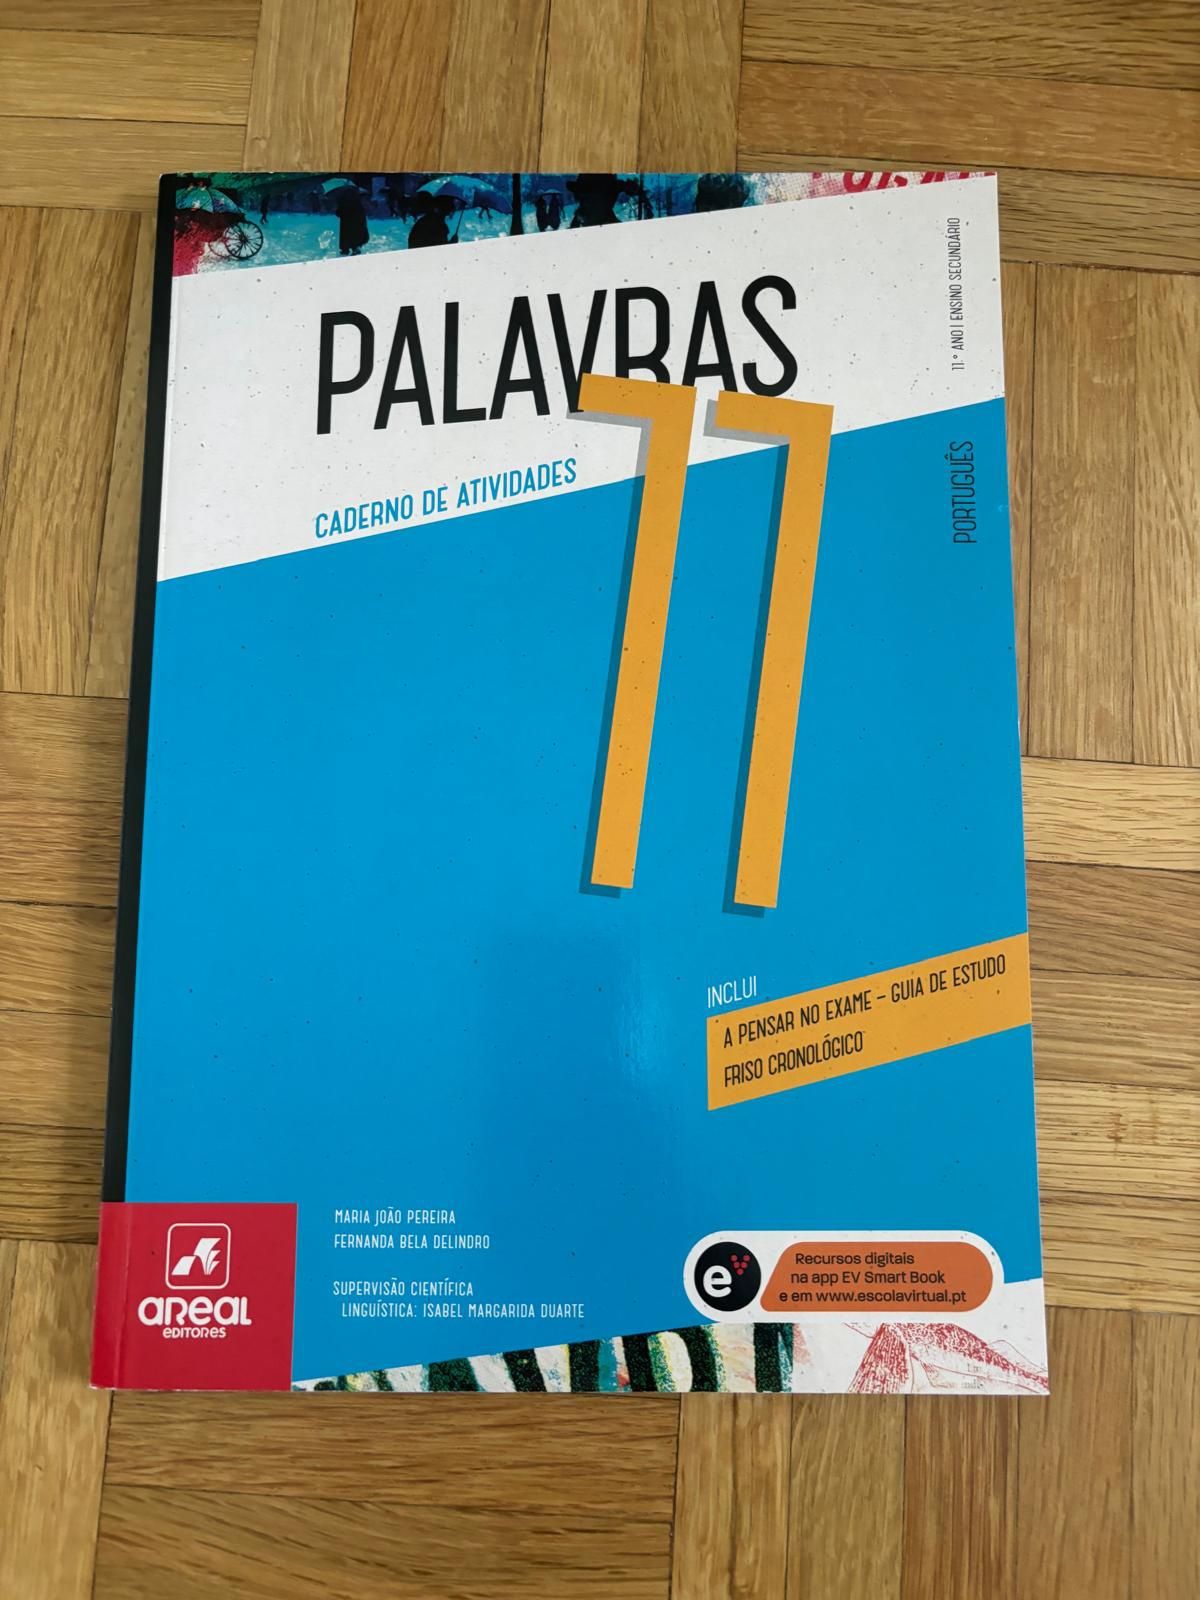 11.º ANO | ENSINO SECUNDÁRIO
PORTUGUÊS
PALAVRAS
11
CADERNO DE ATIVIDADES
INCLUI
A PENSAR NO EXAME – GUIA DE ESTUDO
FRISO CRONOLÓGICO
MARIA JOÃO PEREIRA
FERNANDA BELA DELINDRO
SUPERVISÃO CIENTÍFICA
LINGUÍSTICA: ISABEL MARGARIDA DUARTE
AREAL
EDITORES
e
Recursos digitais
na app EV Smart Book
e em www.escolavirtual.pt